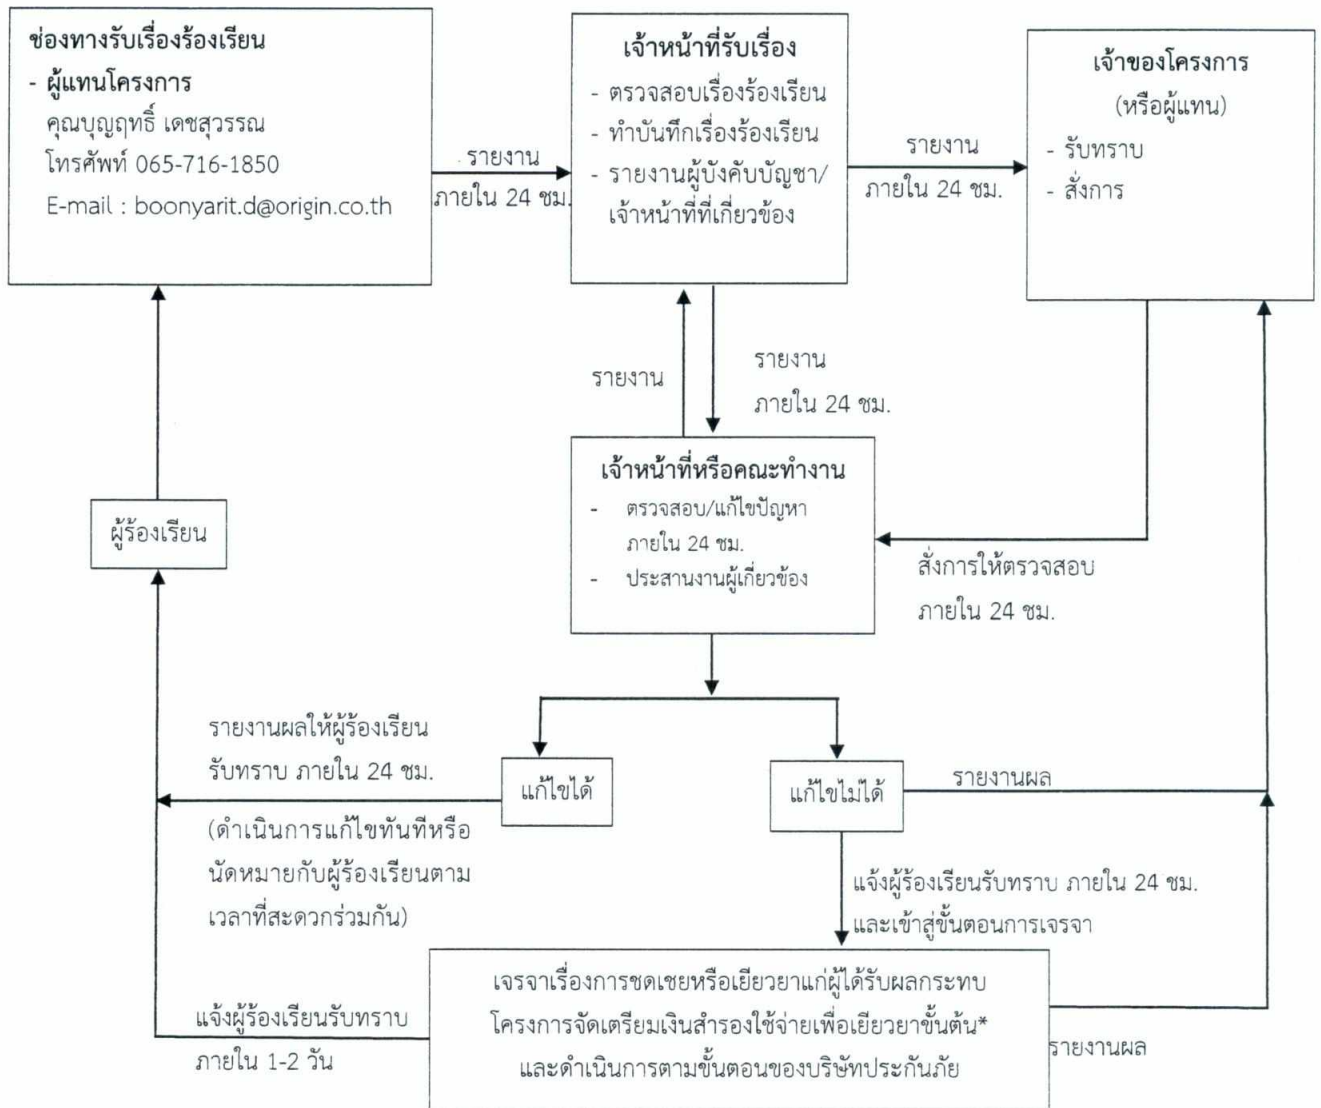 ช่องทางรับเรื่องร้องเรียน
- ผู้แทนโครงการ
คุณบุญฤทธิ์ เดชสุวรรณ
โทรศัพท์ 065-716-1850
E-mail : boonyarit.d@origin.co.th
รายงาน
ภายใน 24 ชม.
เจ้าหน้าที่รับเรื่อง
- ตรวจสอบเรื่องร้องเรียน
- ทำบันทึกเรื่องร้องเรียน
- รายงานผู้บังคับบัญชา/
เจ้าหน้าที่ที่เกี่ยวข้อง
รายงาน
ภายใน 24 ชม.
เจ้าของโครงการ
(หรือผู้แทน)
- รับทราบ
- สั่งการ
รายงาน
รายงาน
ภายใน 24 ชม.
เจ้าหน้าที่หรือคณะทำงาน
- ตรวจสอบ/แก้ไขปัญหา
ภายใน 24 ชม.
- ประสานงานผู้เกี่ยวข้อง
สั่งการให้ตรวจสอบ
ภายใน 24 ชม.
ผู้ร้องเรียน
รายงานผลให้ผู้ร้องเรียน
รับทราบ ภายใน 24 ชม.
(ดำเนินการแก้ไขทันทีหรือ
นัดหมายกับผู้ร้องเรียนตาม
เวลาที่สะดวกร่วมกัน)
แก้ไขได้
แก้ไขไม่ได้
รายงานผล
แจ้งผู้ร้องเรียนรับทราบ ภายใน 24 ชม.
และเข้าสู่ขั้นตอนการเจรจา
เจรจาเรื่องการชดเชยหรือเยียวยาแก่ผู้ได้รับผลกระทบ
โครงการจัดเตรียมเงินสำรองใช้จ่ายเพื่อเยียวยาขั้นต้น*
และดำเนินการตามขั้นตอนของบริษัทประกันภัย
แจ้งผู้ร้องเรียนรับทราบ
ภายใน 1-2 วัน
รายงานผล